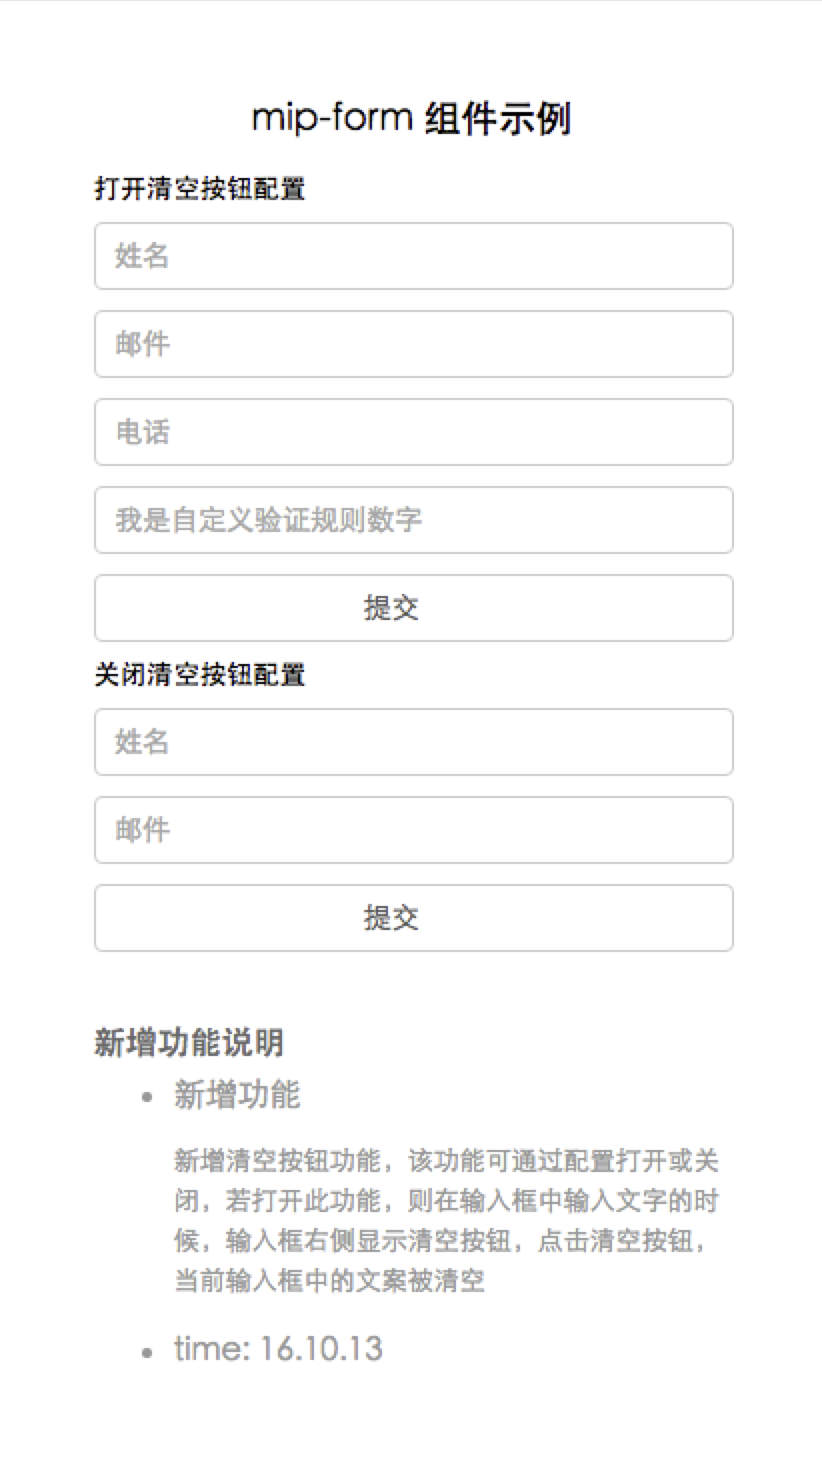 mip-form 组件示例
打开清空按钮配置
姓名
邮件
电话
我是自定义验证规则数字
提交
关闭清空按钮配置
姓名
邮件
提交
新增功能说明
新增功能
新增清空按钮功能，该功能可通过配置打开或关
闭，若打开此功能，则在输入框中输入文字的时
候，输入框右侧显示清空按钮，点击清空按钮，
当前输入框中的文案被清空
time: 16.10.13